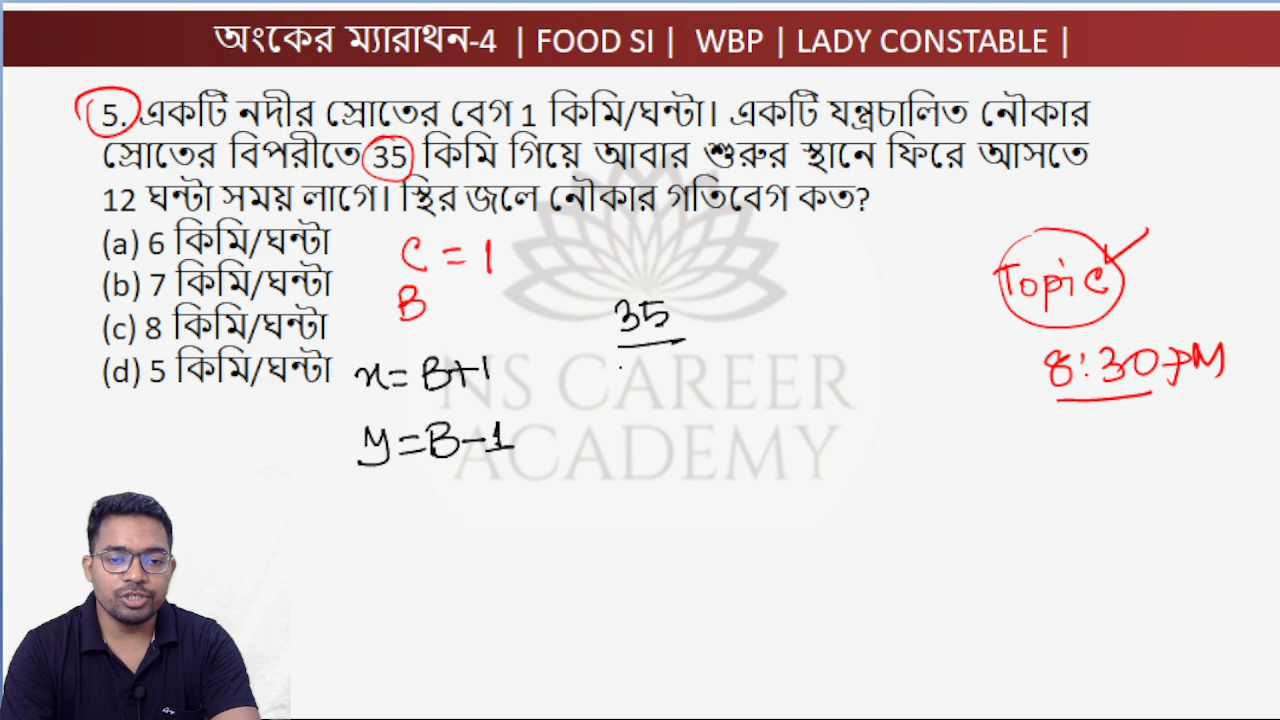 অংকের ম্যারাথন-4 | FOOD SI | WBP | LADY CONSTABLE |
5. একটি নদীর স্রোতের বেগ 1 কিমি/ঘন্টা। একটি যন্ত্রচালিত নৌকার
স্রোতের বিপরীতে 35 কিমি গিয়ে আবার শুরুর স্থানে ফিরে আসতে
12 ঘন্টা সময় লাগে। স্থির জলে নৌকার গতিবেগ কত?
(a) 6 কিমি/ঘন্টা
(b) 7 কিমি/ঘন্টা
(c) 8 কিমি/ঘন্টা
(d) 5 কিমি/ঘন্টা
C = 1
B
x = B+1
y = B-1
35
Topic
8:30 PM
NS CAREER
ACADEMY